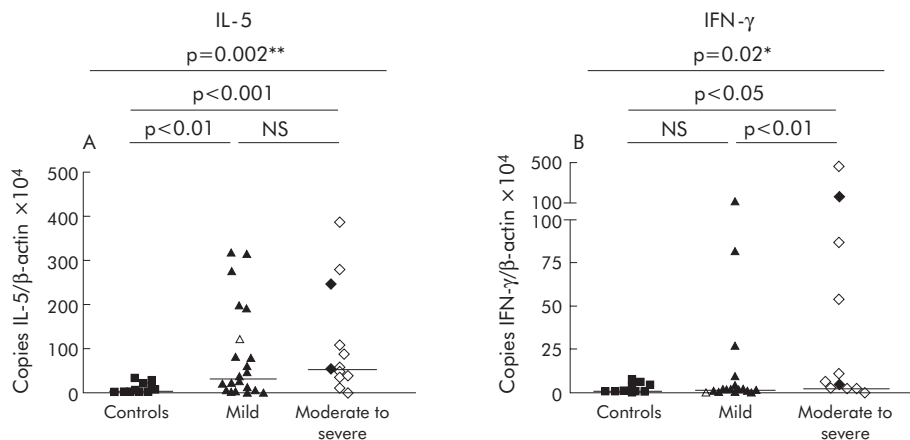 IL-5
p=0.002**
p<0.001
p<0.01 NS
A
500
400
300
200
100
0
Copies IL-5/β-actin ×10⁴
Controls Mild Moderate to
severe
IFN-γ
p=0.02*
p<0.05
NS p<0.01
B
500
100
100
75
50
25
0
Copies IFN-γ/β-actin ×10⁴
Controls Mild Moderate to
severe